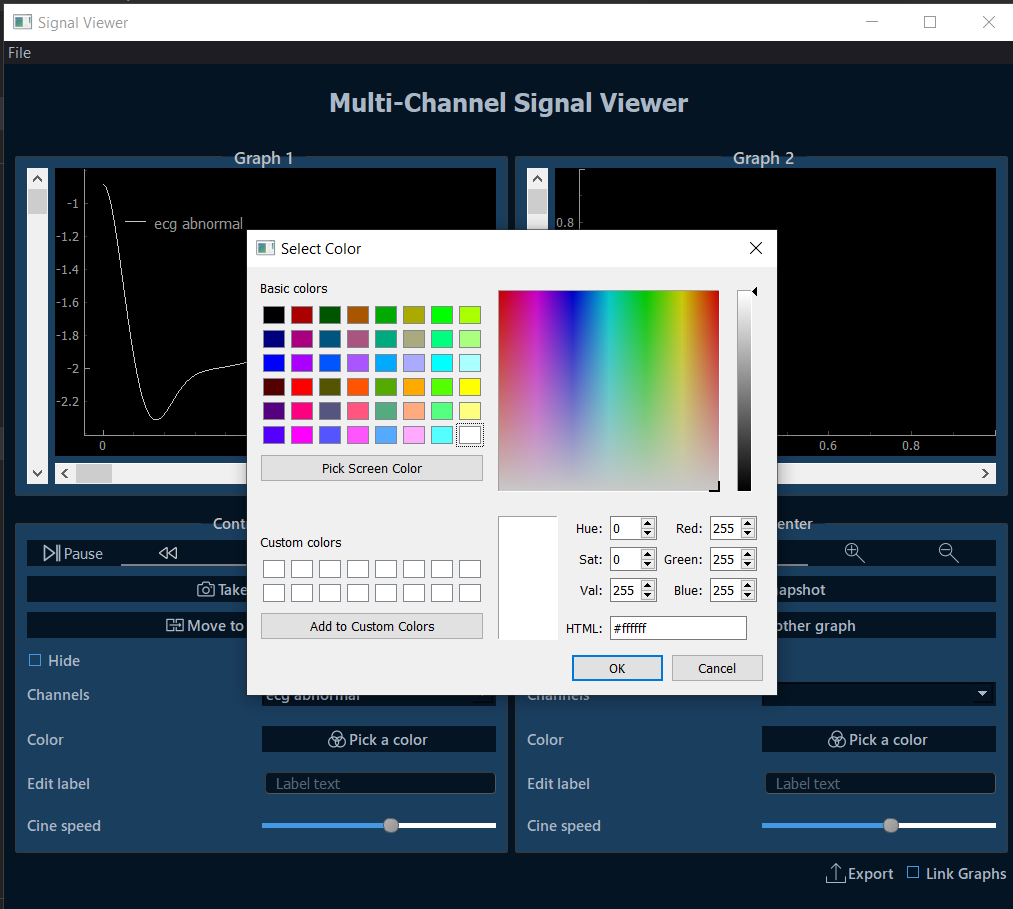 Signal Viewer
File
Multi-Channel Signal Viewer
Graph 1
Graph 2
-1
-1.2
-1.4
-1.6
-1.8
-2
-2.2
0
ecg abnormal
0.8
0.6 0.8
Select Color
Basic colors
Pick Screen Color
Custom colors
Add to Custom Colors
Hue: 0 Red: 255
Sat: 0 Green: 255
Val: 255 Blue: 255
HTML: #ffffff
OK Cancel
Pause
Take
Move to
other graph
Hide
Channels ecg abnormal
Channels
Color Pick a color
Color Pick a color
Edit label Label text
Edit label Label text
Cine speed
Cine speed
Export Link Graphs